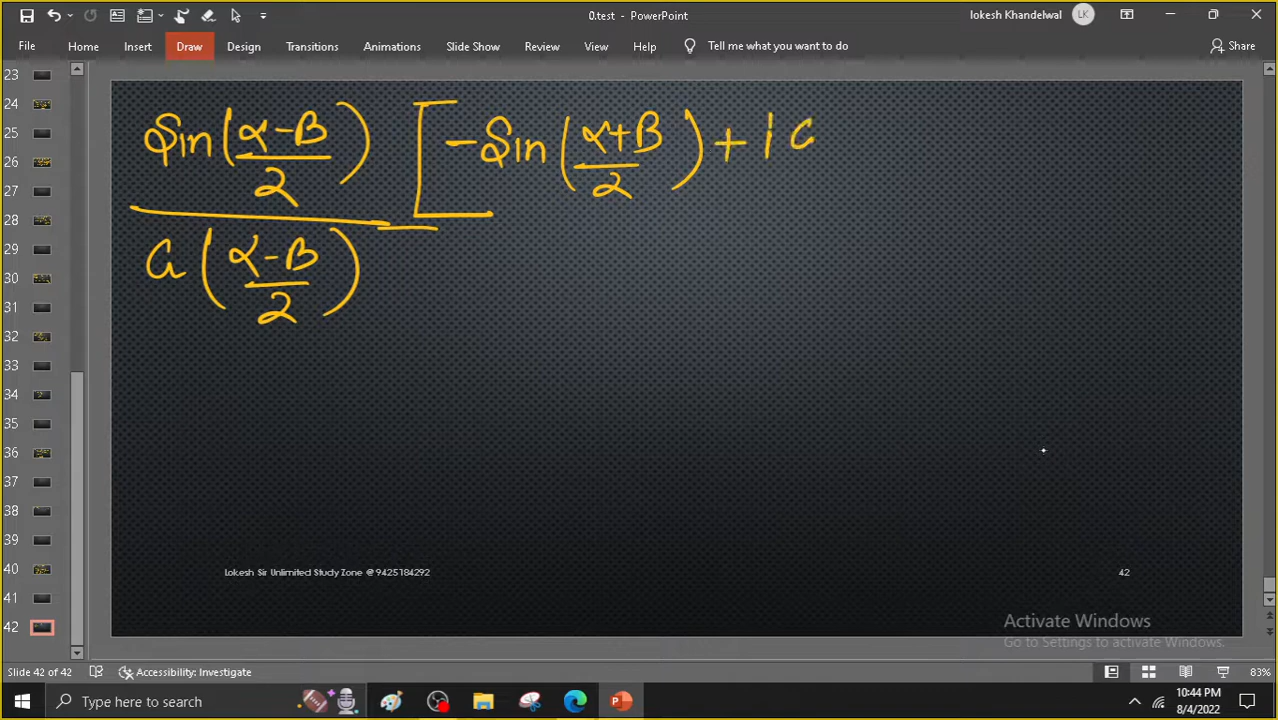 0.test - PowerPoint
lokesh Khandelwal
LK
File Home Insert Draw Design Transitions Animations Slide Show Review View Help Tell me what you want to do Share
23
24
25
26
27
28
29
30
31
32
33
34
35
36
37
38
39
40
41
42
Sin(α-β/2) [-Sin(α+β/2) + i c
a(α-β/2)
Lokesh Sir Unlimited Study Zone @ 9425184292
42
Activate Windows
Go to Settings to activate Windows.
Slide 42 of 42 Accessibility: Investigate 83%
Type here to search
10:44 PM
8/4/2022